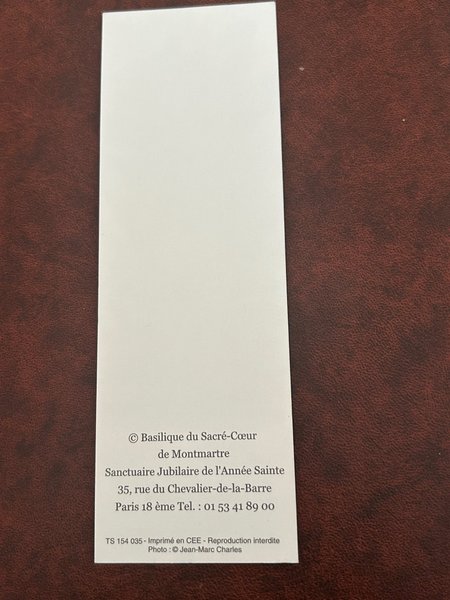 © Basilique du Sacré-Cœur
de Montmartre
Sanctuaire Jubilaire de l'Année Sainte
35, rue du Chevalier-de-la-Barre
Paris 18 ème Tel. : 01 53 41 89 00
TS 154 035 - Imprimé en CEE - Reproduction interdite
Photo : © Jean-Marc Charles